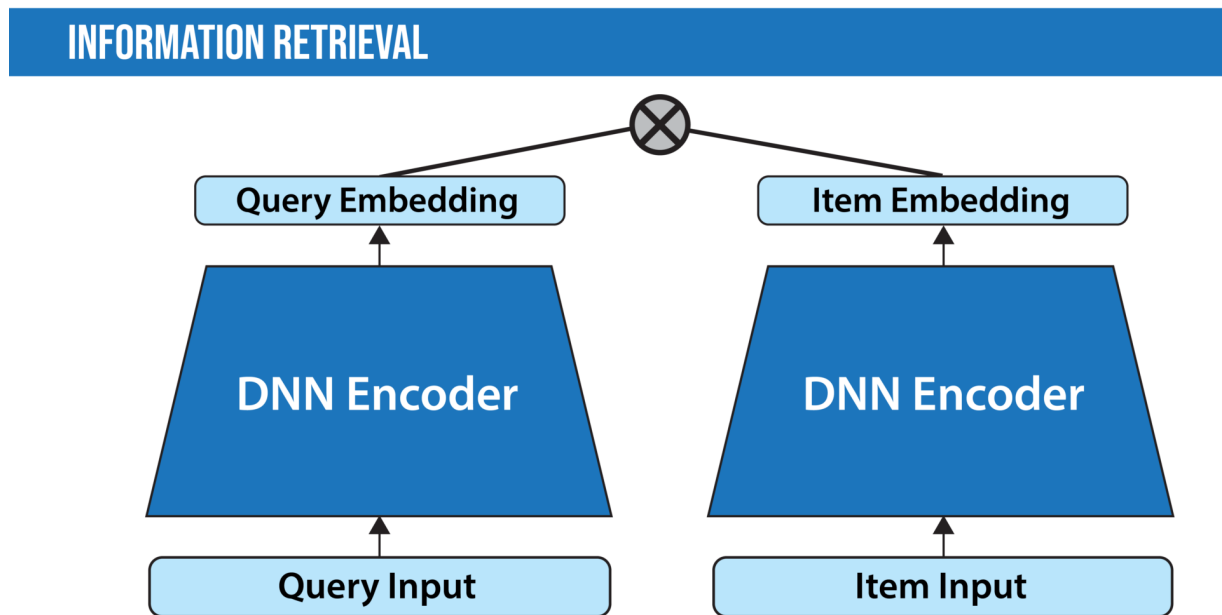 INFORMATION RETRIEVAL
Query Embedding
Item Embedding
DNN Encoder
DNN Encoder
Query Input
Item Input